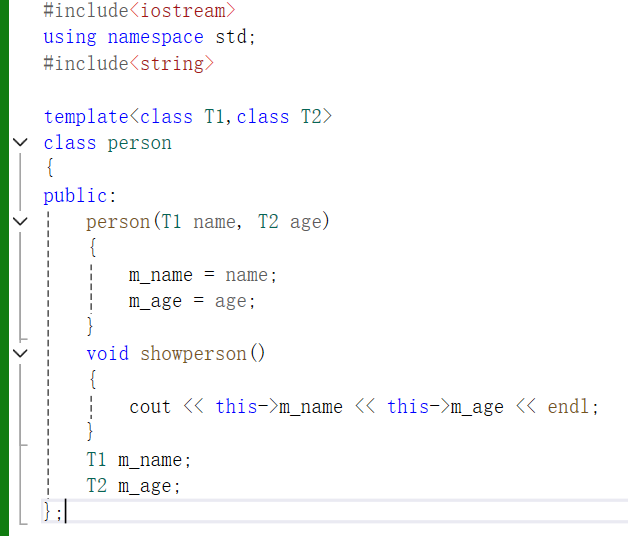 #include<iostream>
using namespace std;
#include<string>
template<class T1,class T2>
class person
{
public:
person(T1 name, T2 age)
{
m_name = name;
m_age = age;
}
void showperson()
{
cout << this->m_name << this->m_age << endl;
}
T1 m_name;
T2 m_age;
};